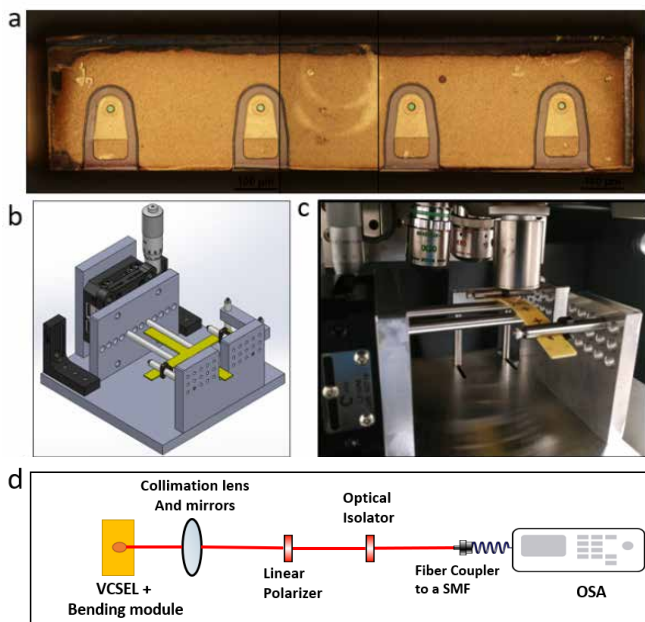 a
100 µm
b
c
d
Collimation lens
And mirrors
Optical
Isolator
VCSEL +
Bending module
Linear
Polarizer
Fiber Coupler
to a SMF
OSA